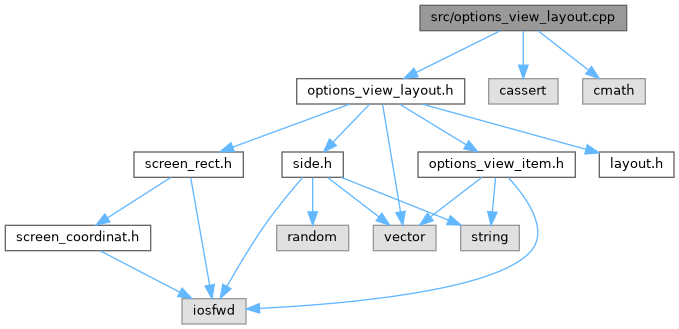 src/options_view_layout.cpp
options_view_layout.h
cassert
cmath
screen_rect.h
side.h
options_view_item.h
layout.h
screen_coordinat.h
random
vector
string
iosfwd